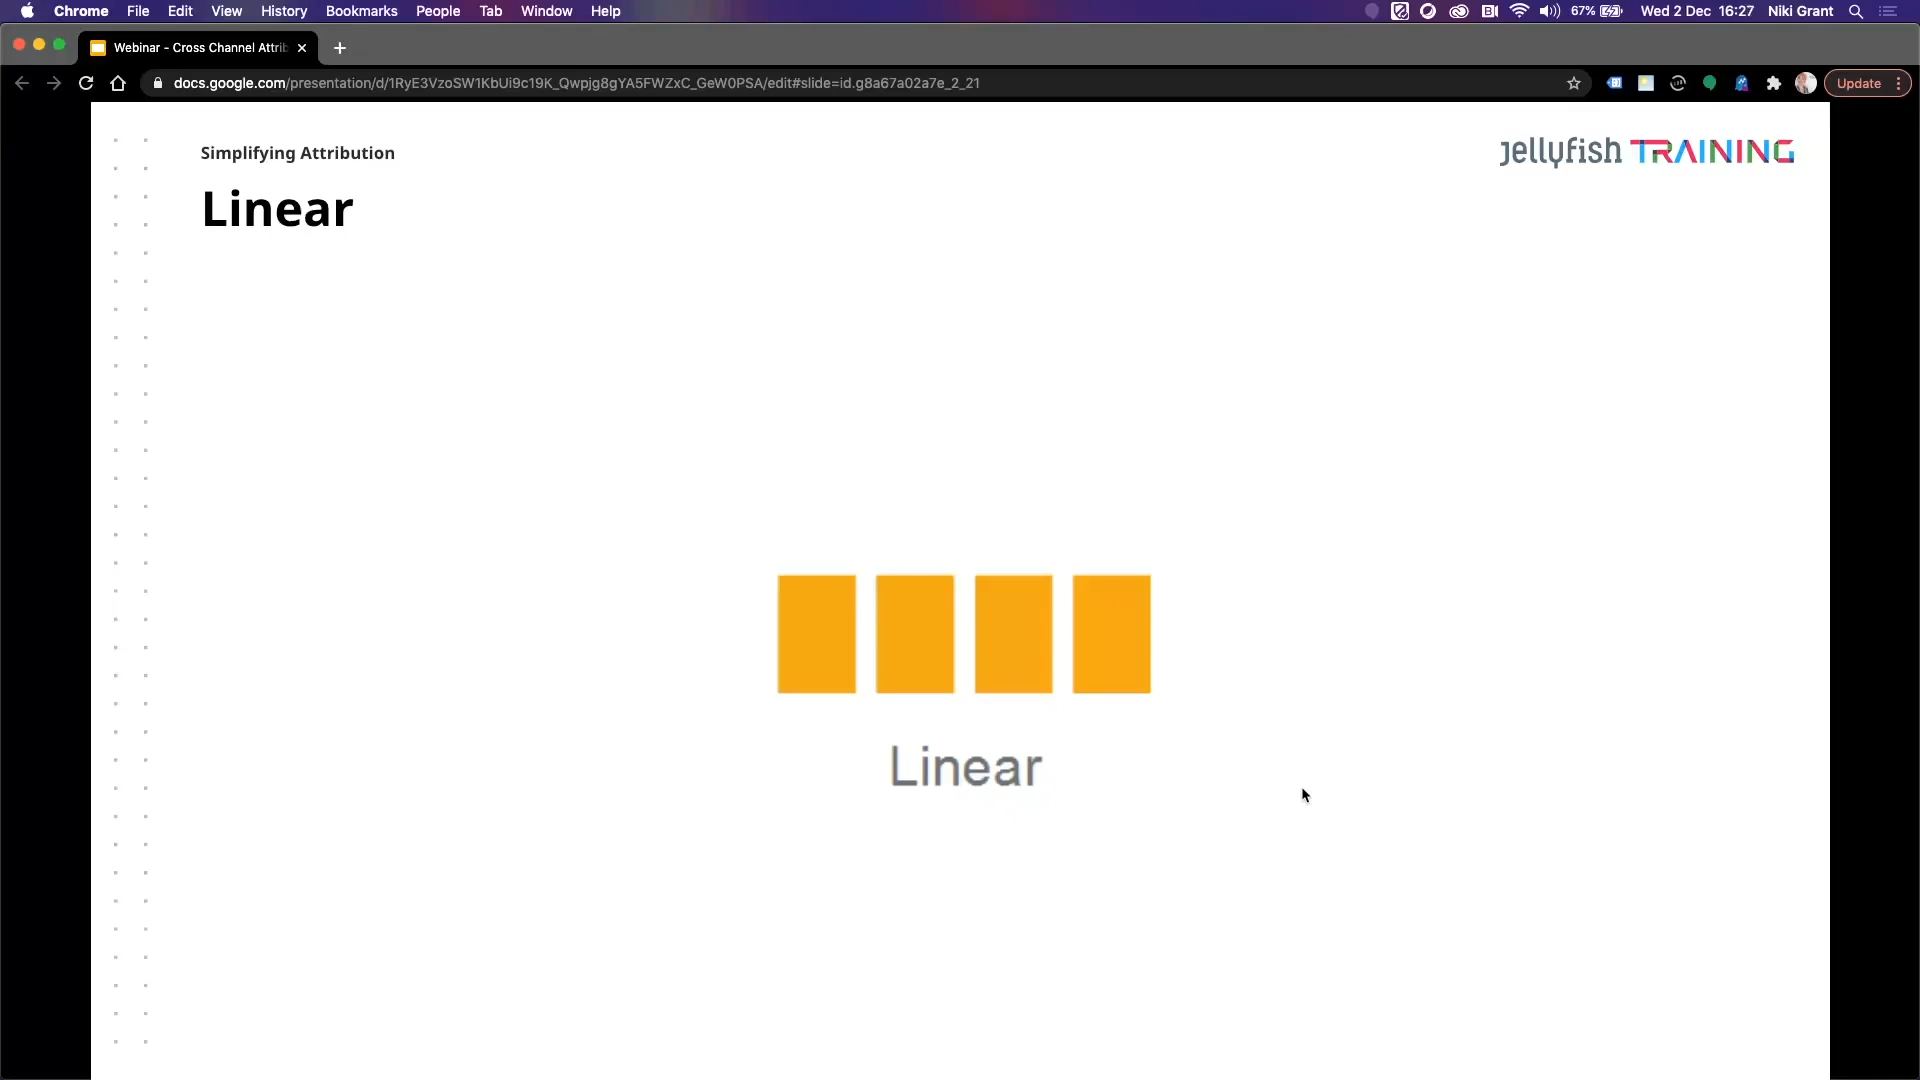 Chrome File Edit View History Bookmarks People Tab Window Help 67% Wed 2 Dec 16:27 Niki Grant
Webinar - Cross Channel Attrib
docs.google.com/presentation/d/1RyE3VzoSW1KbUi9c19K_Qwpjg8gYA5FWZxC_GeW0PSA/edit#slide=id.g8a67a02a7e_2_21 Update
Simplifying Attribution
jellyfish TRAINING
Linear
Linear